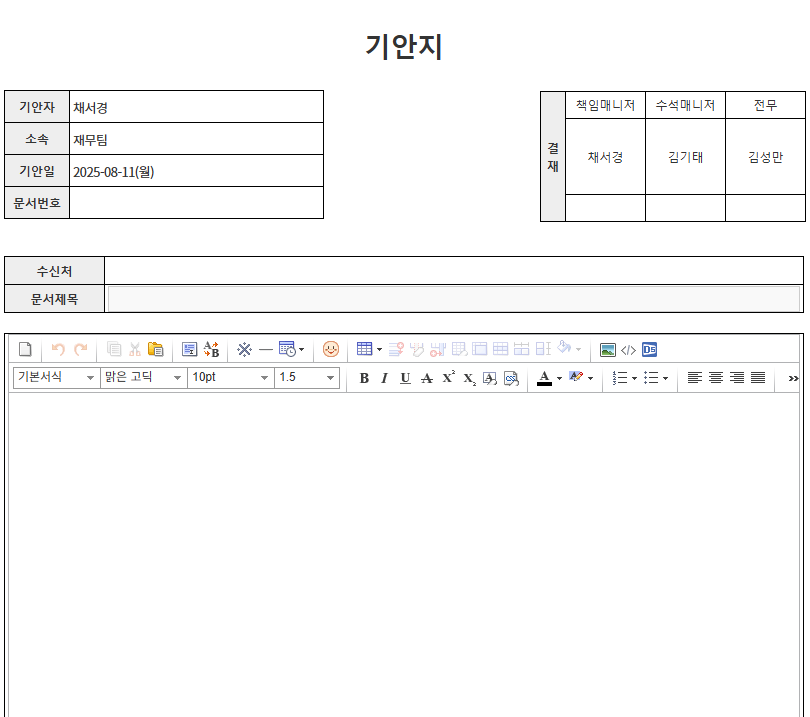 기안지
기안자 채서경
소속 재무팀
기안일 2025-08-11(월)
문서번호
결재
책임매니저 수석매니저 전무
채서경 김기태 김성만
수신처
문서제목
기본서식 맑은 고딕 10pt 1.5